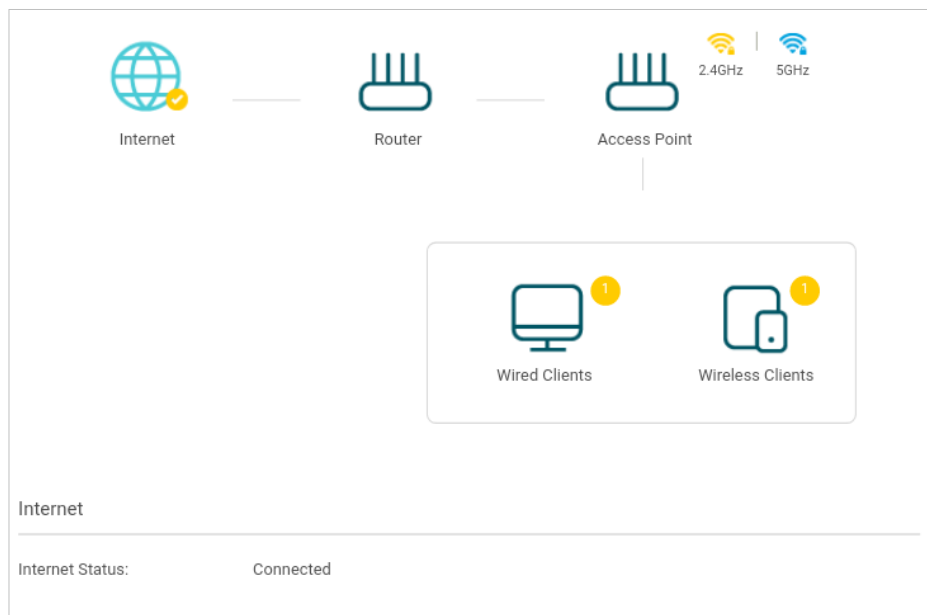 2.4GHz 5GHz
Internet Router Access Point
1 1
Wired Clients Wireless Clients
Internet
Internet Status: Connected